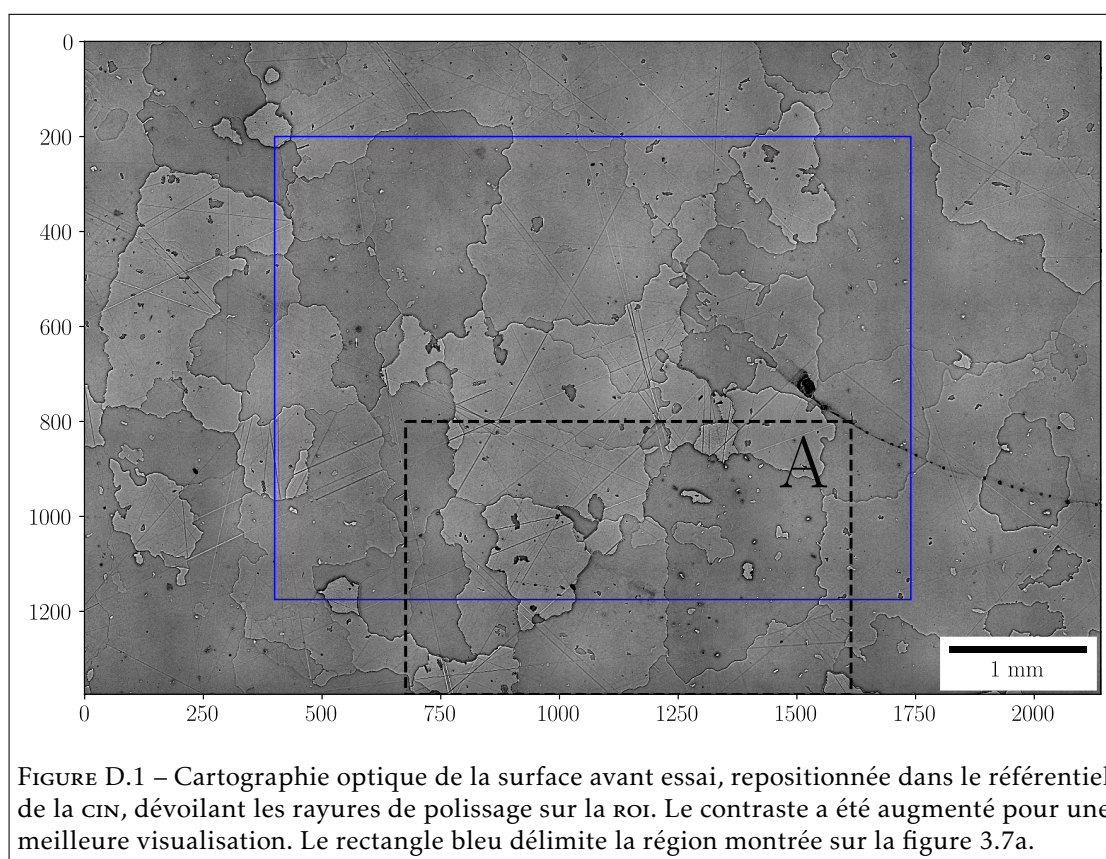 0
200
400
600
800
1000
1200
A
1 mm
0 250 500 750 1000 1250 1500 1750 2000
FIGURE D.1 – Cartographie optique de la surface avant essai, repositionnée dans le référentiel
de la CIN, dévoilant les rayures de polissage sur la ROI. Le contraste a été augmenté pour une
meilleure visualisation. Le rectangle bleu délimite la région montrée sur la figure 3.7a.